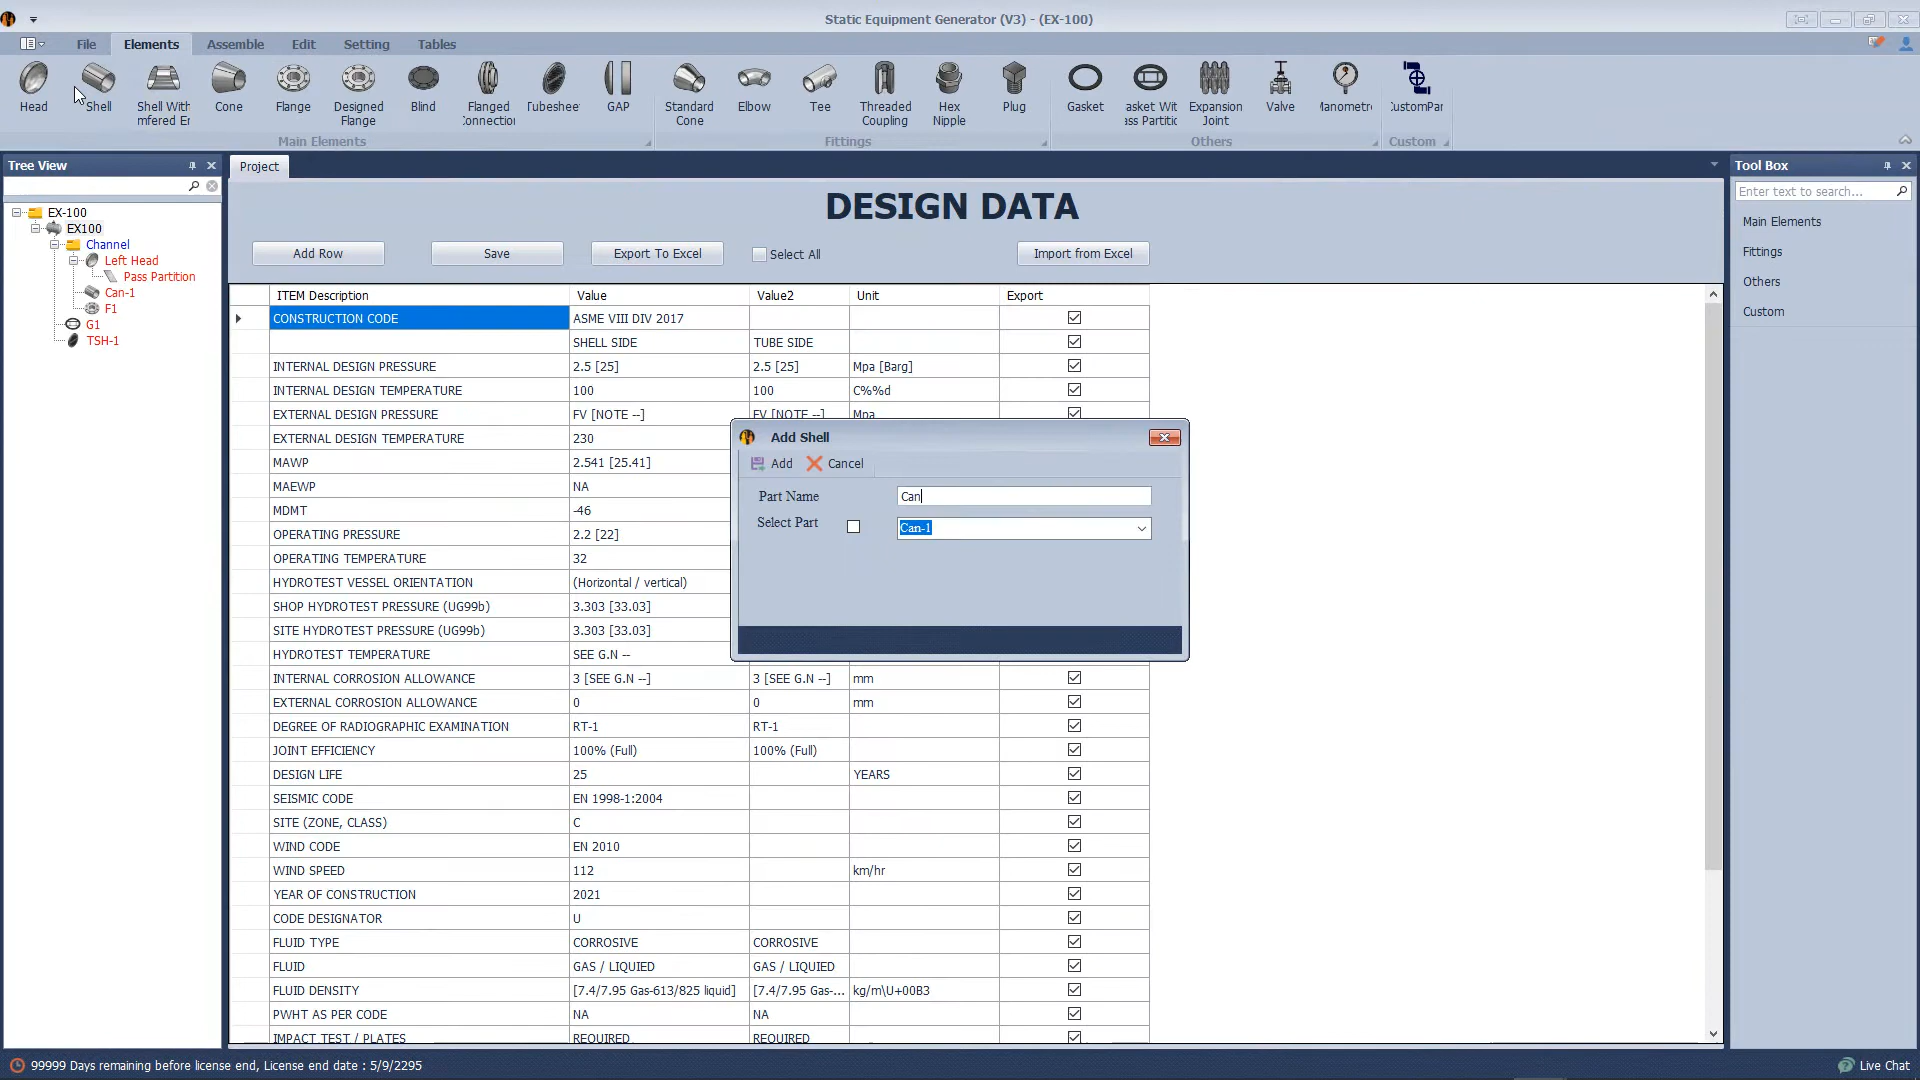 Static Equipment Generator (V3) - (EX-100)
File Elements Assemble Edit Setting Tables
Head Shell Shell With mfered Er Cone Flange Designed Flange Blind Flanged Connection Tubeshee GAP Standard Cone Elbow Tee Threaded Coupling Hex Nipple Plug Gasket asket Wit ass Partitic Expansion Joint Valve Manometr CustomPar
Main Elements Fittings Others Custom
Tree View
EX-100
EX100
Channel
Left Head
Pass Partition
Can-1
F1
G1
TSH-1
Project
DESIGN DATA
Add Row Save Export To Excel Select All Import from Excel
ITEM Description Value Value2 Unit Export
CONSTRUCTION CODE ASME VIII DIV 2017
SHELL SIDE TUBE SIDE
INTERNAL DESIGN PRESSURE 2.5 [25] 2.5 [25] Mpa [Barg]
INTERNAL DESIGN TEMPERATURE 100 100 C%%d
EXTERNAL DESIGN PRESSURE FV [NOTE --] FV [NOTE --] Mpa
EXTERNAL DESIGN TEMPERATURE 230
MAWP 2.541 [25.41]
MAEWP NA
MDMT -46
OPERATING PRESSURE 2.2 [22]
OPERATING TEMPERATURE 32
HYDROTEST VESSEL ORIENTATION (Horizontal / vertical)
SHOP HYDROTEST PRESSURE (UG99b) 3.303 [33.03]
SITE HYDROTEST PRESSURE (UG99b) 3.303 [33.03]
HYDROTEST TEMPERATURE SEE G.N --
INTERNAL CORROSION ALLOWANCE 3 [SEE G.N --] 3 [SEE G.N --] mm
EXTERNAL CORROSION ALLOWANCE 0 0 mm
DEGREE OF RADIOGRAPHIC EXAMINATION RT-1 RT-1
JOINT EFFICIENCY 100% (Full) 100% (Full)
DESIGN LIFE 25 YEARS
SEISMIC CODE EN 1998-1:2004
SITE (ZONE, CLASS) C
WIND CODE EN 2010
WIND SPEED 112 km/hr
YEAR OF CONSTRUCTION 2021
CODE DESIGNATOR U
FLUID TYPE CORROSIVE CORROSIVE
FLUID GAS / LIQUIED GAS / LIQUIED
FLUID DENSITY [7.4/7.95 Gas-613/825 liquid] [7.4/7.95 Gas-... kg/m\U+00B3
PWHT AS PER CODE NA NA
IMPACT TEST / PLATES REQUIRED REQUIRED
Add Shell
Add Cancel
Part Name Can
Select Part Can-1
Tool Box
Enter text to search...
Main Elements
Fittings
Others
Custom
99999 Days remaining before license end, License end date : 5/9/2295
Live Chat